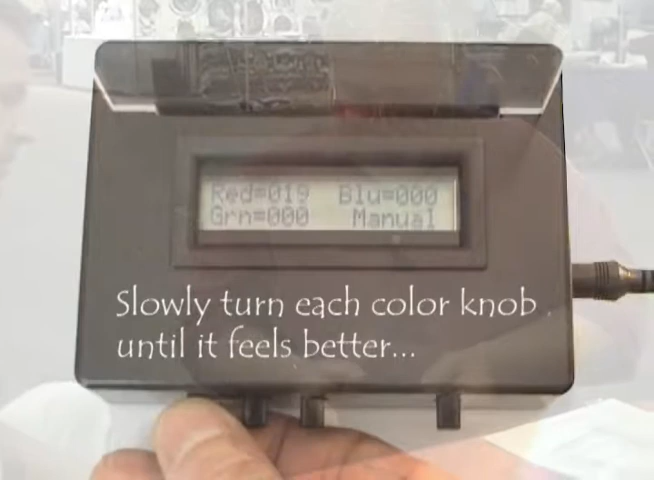 Red=019 Blu=000
Grn=000 Manual
Slowly turn each color knob
until it feels better...